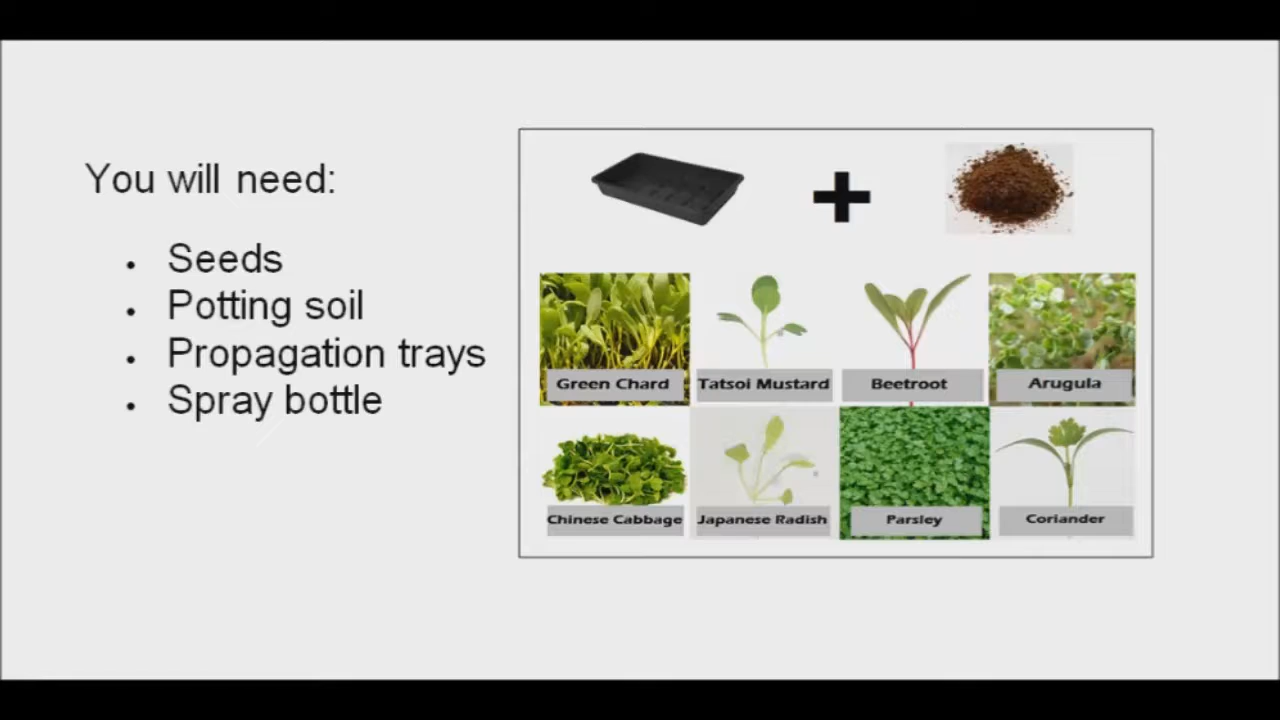 You will need:
• Seeds
• Potting soil
• Propagation trays
• Spray bottle
Green Chard
Tatsoi Mustard
Beetroot
Arugula
Chinese Cabbage
Japanese Radish
Parsley
Coriander